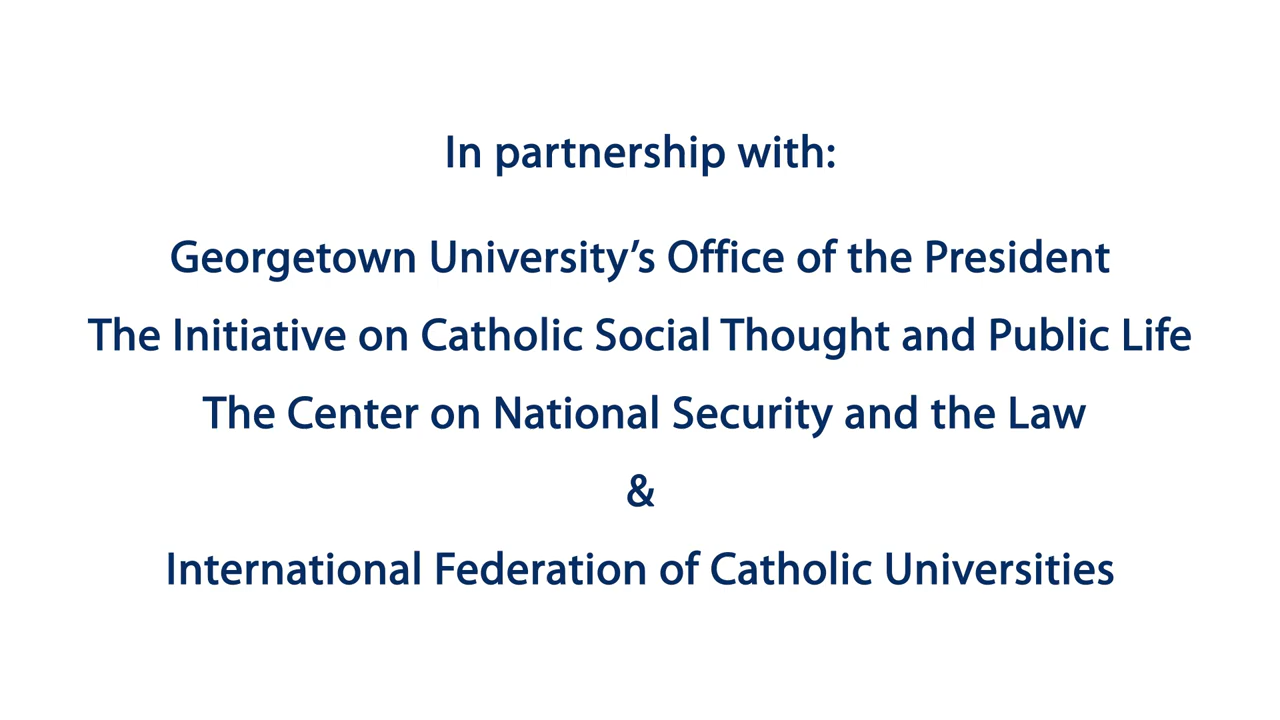 In partnership with:
Georgetown University’s Office of the President
The Initiative on Catholic Social Thought and Public Life
The Center on National Security and the Law
&
International Federation of Catholic Universities